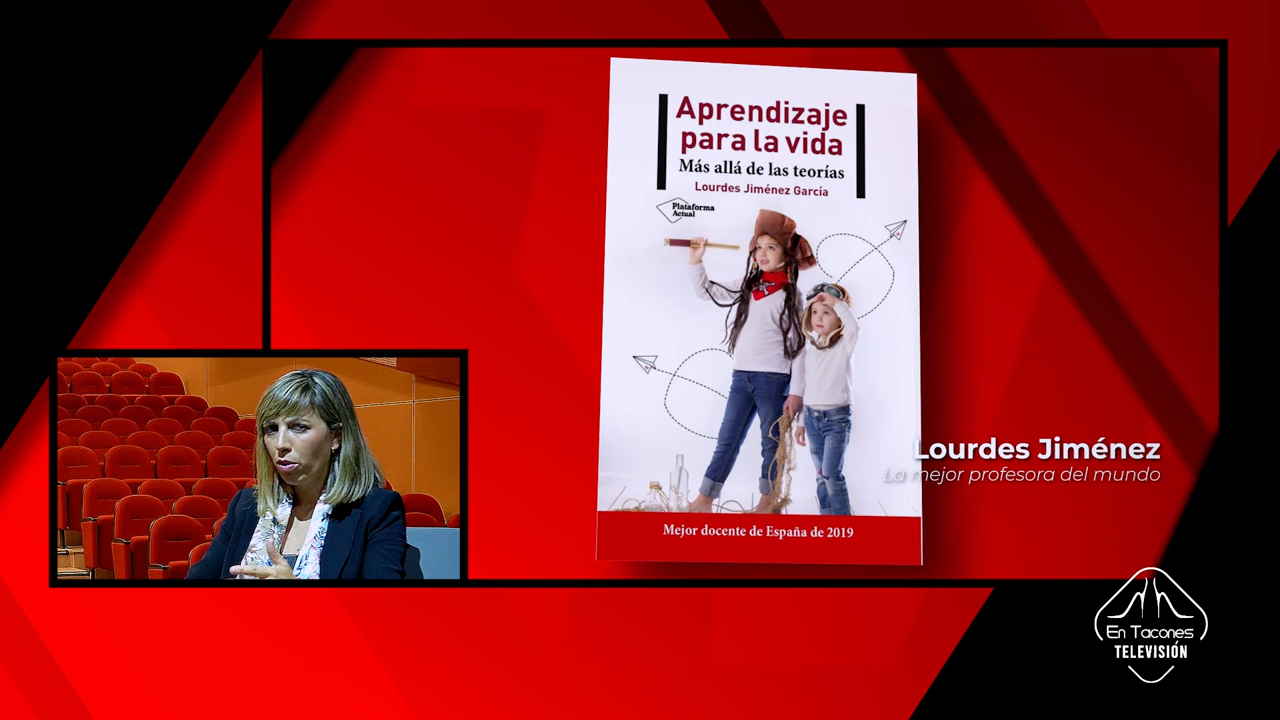 Aprendizaje
para la vida
Más allá de las teorías
Lourdes Jiménez García
Plataforma
Actual
Lourdes Jiménez
La mejor profesora del mundo
Mejor docente de España de 2019
En Tacones
TELEVISIÓN